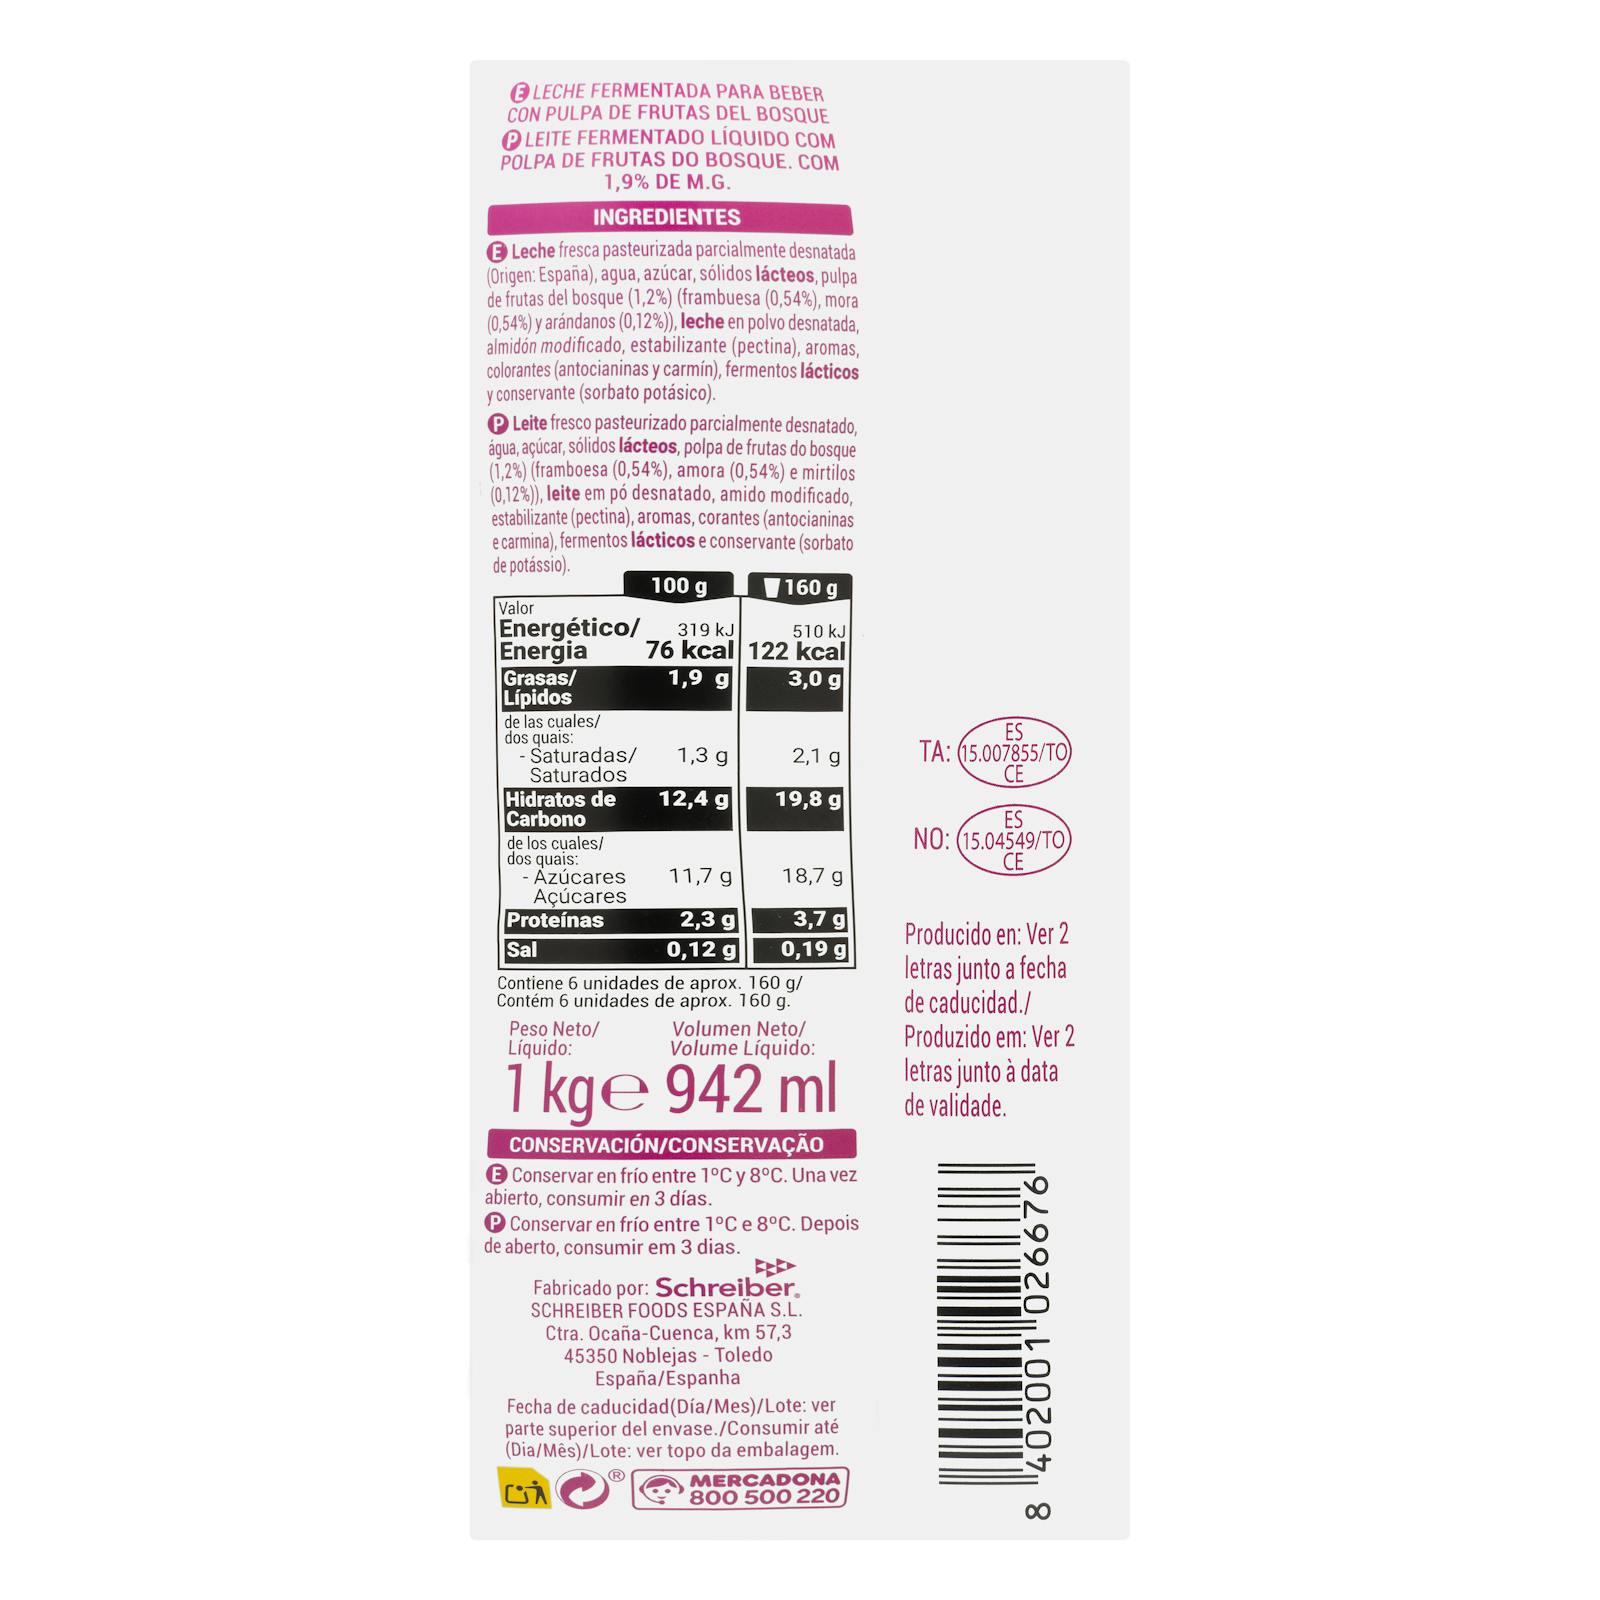 E LECHE FERMENTADA PARA BEBER
CON PULPA DE FRUTAS DEL BOSQUE
P LEITE FERMENTADO LÍQUIDO COM
POLPA DE FRUTAS DO BOSQUE. COM
1,9% DE M.G.
INGREDIENTES
E Leche fresca pasteurizada parcialmente desnatada
(Origen: España), agua, azúcar, sólidos lácteos, pulpa
de frutas del bosque (1,2%) (frambuesa (0,54%), mora
(0,54%) y arándanos (0,12%)), leche en polvo desnatada,
almidón modificado, estabilizante (pectina), aromas,
colorantes (antocianinas y carmín), fermentos lácticos
y conservante (sorbato potásico).
P Leite fresco pasteurizado parcialmente desnatado,
água, açúcar, sólidos lácteos, polpa de frutas do bosque
(1,2%) (framboesa (0,54%), amora (0,54%) e mirtilos
(0,12%)), leite em pó desnatado, amido modificado,
estabilizante (pectina), aromas, corantes (antocianinas
e carmina), fermentos lácticos e conservante (sorbato
de potássio).
100 g 160 g
Valor
Energético/ 319 kJ 510 kJ
Energia 76 kcal 122 kcal
Grasas/ 1,9 g 3,0 g
Lípidos
de las cuales/
dos quais:
- Saturadas/ 1,3 g 2,1 g
Saturados
Hidratos de 12,4 g 19,8 g
Carbono
de los cuales/
dos quais:
- Azúcares 11,7 g 18,7 g
Açúcares
Proteínas 2,3 g 3,7 g
Sal 0,12 g 0,19 g
Contiene 6 unidades de aprox. 160 g/
Contém 6 unidades de aprox. 160 g.
Peso Neto/ Volumen Neto/
Líquido: Volume Líquido:
1 kg e 942 ml
CONSERVACIÓN/CONSERVAÇÃO
E Conservar en frío entre 1ºC y 8ºC. Una vez
abierto, consumir en 3 días.
P Conservar en frío entre 1ºC e 8ºC. Depois
de aberto, consumir em 3 dias.
Fabricado por: Schreiber®
SCHREIBER FOODS ESPAÑA S.L.
Ctra. Ocaña-Cuenca, km 57,3
45350 Noblejas - Toledo
España/Espanha
Fecha de caducidad(Día/Mes)/Lote: ver
parte superior del envase./Consumir até
(Dia/Mês)/Lote: ver topo da embalagem.
®
MERCADONA
800 500 220
TA: ES
15.007855/TO
CE
NO: ES
15.04549/TO
CE
Producido en: Ver 2
letras junto a fecha
de caducidad./
Produzido em: Ver 2
letras junto à data
de validade.
8 402001 026676